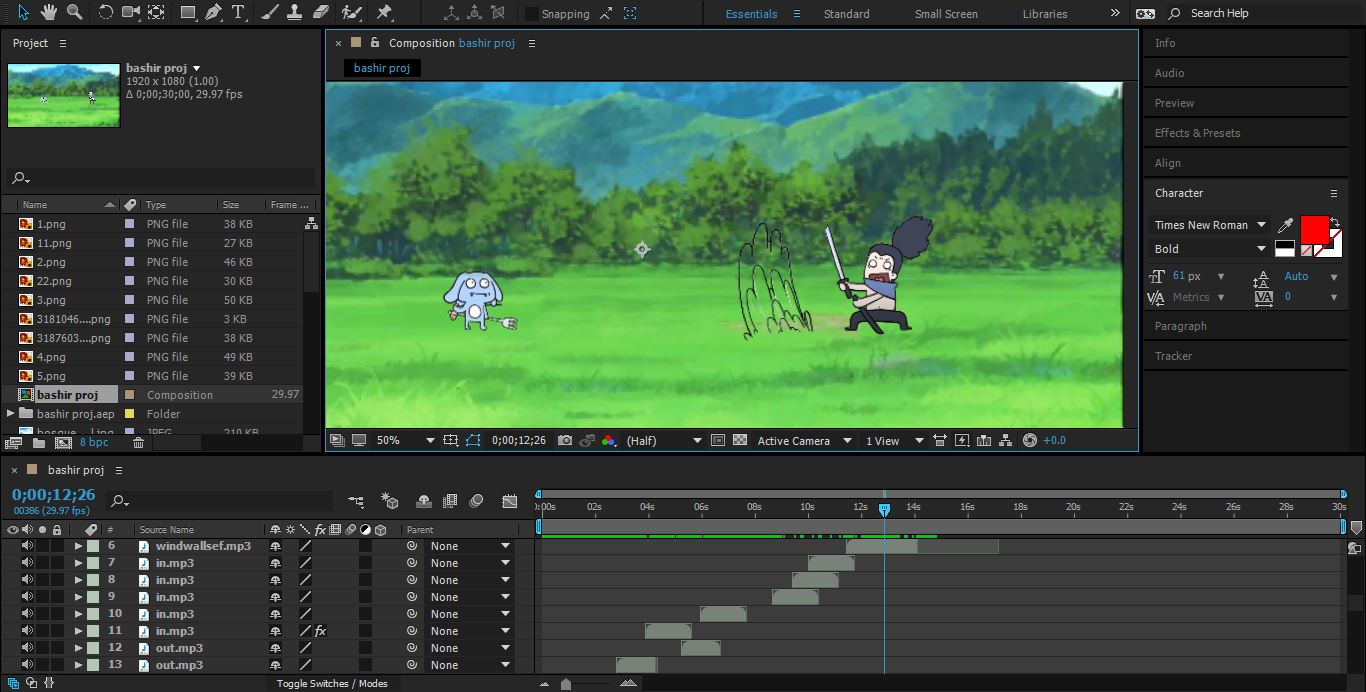 Snapping
Essentials
Standard
Small Screen
Libraries
Search Help
Project
Composition bashir proj
Info
bashir proj
bashir proj
1920 x 1080 (1.00)
Δ 0;00;30;00, 29.97 fps
Audio
Preview
Effects & Presets
Align
Name Type Size Frame ...
1.png PNG file 38 KB
11.png PNG file 27 KB
2.png PNG file 46 KB
22.png PNG file 30 KB
3.png PNG file 50 KB
3181046....png PNG file 3 KB
3187603....png PNG file 38 KB
4.png PNG file 49 KB
5.png PNG file 39 KB
bashir proj Composition 29.97
bashir proj.aep Folder
bosque_...l.jpg JPEG 210 KB
8 bpc
Character
Times New Roman
Bold
61 px Auto
Metrics 0
Paragraph
Tracker
50% 0;00;12;26 (Half) Active Camera 1 View +0.0
bashir proj
0;00;12;26
00386 (29.97 fps)
# Source Name fx Parent
:00s 02s 04s 06s 08s 10s 12s 14s 16s 18s 20s 22s 24s 26s 28s 30s
6 windwallsef.mp3 None
7 in.mp3 None
8 in.mp3 None
9 in.mp3 None
10 in.mp3 None
11 in.mp3 fx None
12 out.mp3 None
13 out.mp3 None
Toggle Switches / Modes